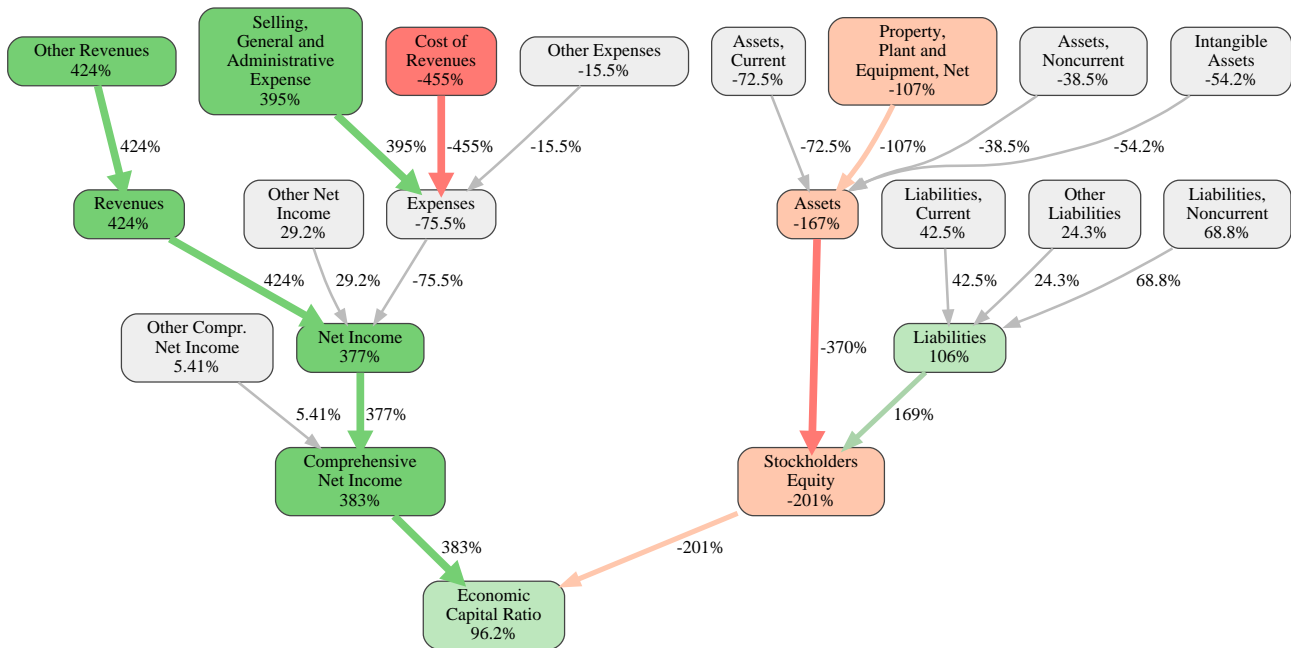 Other Revenues
424%
Selling,
General and
Administrative
Expense
395%
Cost of
Revenues
-455%
Other Expenses
-15.5%
Assets,
Current
-72.5%
Property,
Plant and
Equipment, Net
-107%
Assets,
Noncurrent
-38.5%
Intangible
Assets
-54.2%
424%
395%
-455%
-15.5%
-72.5%
-107%
-38.5%
-54.2%
Revenues
424%
Other Net
Income
29.2%
Expenses
-75.5%
Assets
-167%
Liabilities,
Current
42.5%
Other
Liabilities
24.3%
Liabilities,
Noncurrent
68.8%
424%
29.2%
-75.5%
42.5%
24.3%
68.8%
Other Compr.
Net Income
5.41%
Net Income
377%
-370%
Liabilities
106%
5.41%
377%
169%
Comprehensive
Net Income
383%
Stockholders
Equity
-201%
383%
-201%
Economic
Capital Ratio
96.2%